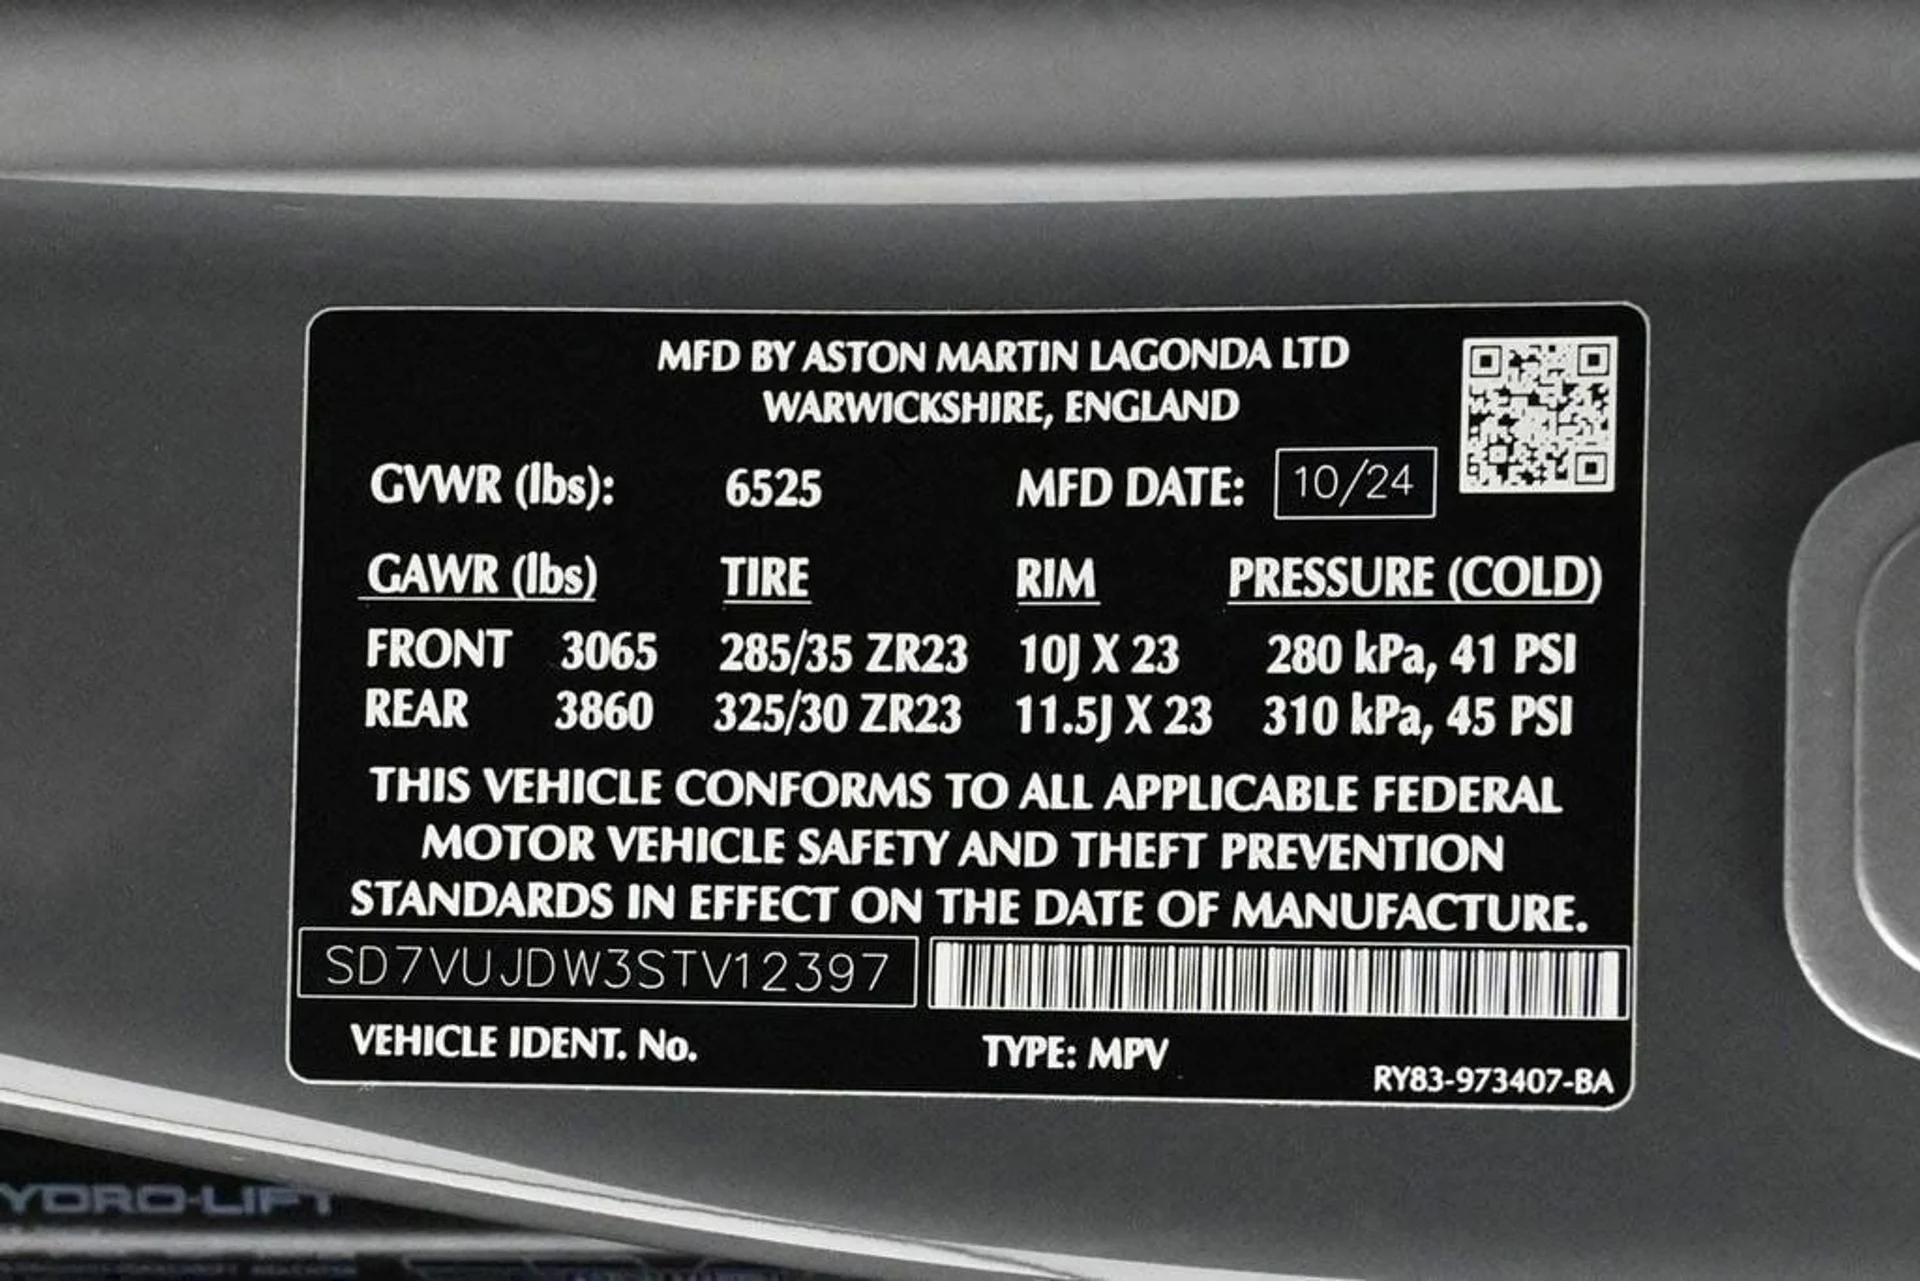 MFD BY ASTON MARTIN LAGONDA LTD
WARWICKSHIRE, ENGLAND
GVWR (lbs): 6525 MFD DATE: 10/24
GAWR (lbs) TIRE RIM PRESSURE (COLD)
FRONT 3065 285/35 ZR23 10J X 23 280 kPa, 41 PSI
REAR 3860 325/30 ZR23 11.5J X 23 310 kPa, 45 PSI
THIS VEHICLE CONFORMS TO ALL APPLICABLE FEDERAL
MOTOR VEHICLE SAFETY AND THEFT PREVENTION
STANDARDS IN EFFECT ON THE DATE OF MANUFACTURE.
SD7VUJDW3STV12397
VEHICLE IDENT. No. TYPE: MPV
RY83-973407-BA
YDRO-LIFT